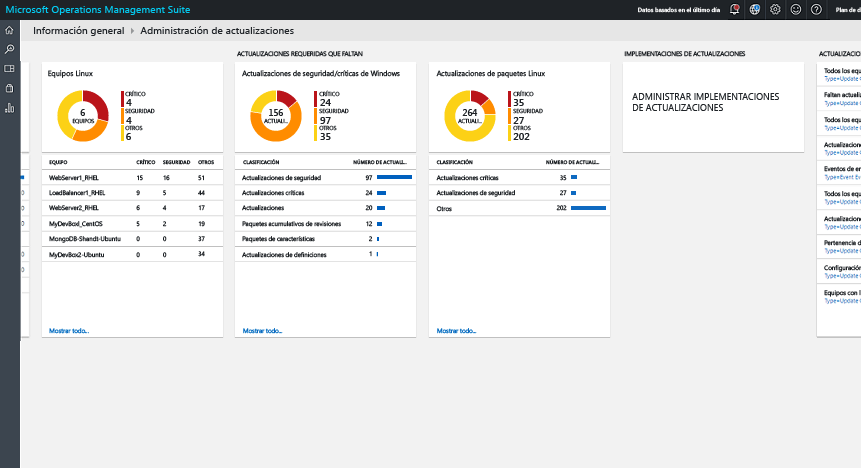 Microsoft Operations Management Suite
Datos basados en el último día
Plan de d
Información general › Administración de actualizaciones
ACTUALIZACIONES REQUERIDAS QUE FALTAN
IMPLEMENTACIONES DE ACTUALIZACIONES
ACTUALIZACIO
Equipos Linux
6
EQUIPOS
CRÍTICO
4
SEGURIDAD
4
OTROS
6
EQUIPO CRÍTICO SEGURIDAD OTROS
WebServer1_RHEL 15 16 51
LoadBalancer1_RHEL 9 5 44
WebServer2_RHEL 6 4 17
MyDevBoxl_CentOS 5 2 19
MongoDB-Shandt-Ubuntu 0 0 37
MyDevBox2-Ubuntu 0 0 34
Mostrar todo...
Actualizaciones de seguridad/críticas de Windows
156
ACTUALI...
CRÍTICO
24
SEGURIDAD
97
OTROS
35
CLASIFICACIÓN NÚMERO DE ACTUALI...
Actualizaciones de seguridad 97
Actualizaciones críticas 24
Actualizaciones 20
Paquetes acumulativos de revisiones 12
Paquetes de características 2
Actualizaciones de definiciones 1
Mostrar todo...
Actualizaciones de paquetes Linux
264
ACTUALI...
CRÍTICO
35
SEGURIDAD
27
OTROS
202
CLASIFICACIÓN NÚMERO DE ACTUALI...
Actualizaciones críticas 35
Actualizaciones de seguridad 27
Otros 202
Mostrar todo...
ADMINISTRAR IMPLEMENTACIONES
DE ACTUALIZACIONES
Todos los equ
Type=Update
Faltan actuali
Type=Update
Todos los equ
Type=Update
Actualizacion
Type=Update
Eventos de er
Type=Event Ev
Todos los equ
Type=Update
Actualizacion
Type=Update
Pertenencia d
Type=Update
Configuración
Type=Update
Equipos con l
Type=Update